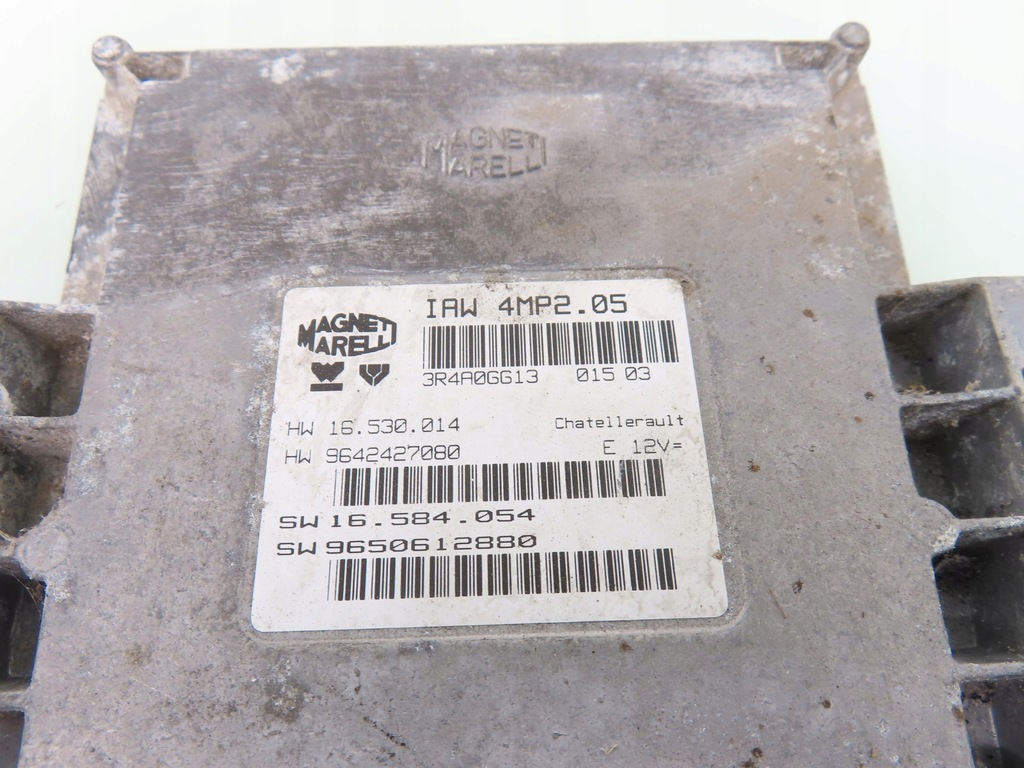 MAGNETI
MARELLI
MAGNETI
MARELLI
IAW 4MP2.05
3R4A0GG13 015 03
HW 16.530.014 Chatellerault
HW 9642427080 E 12V=
SW 16.584.054
SW 9650612880